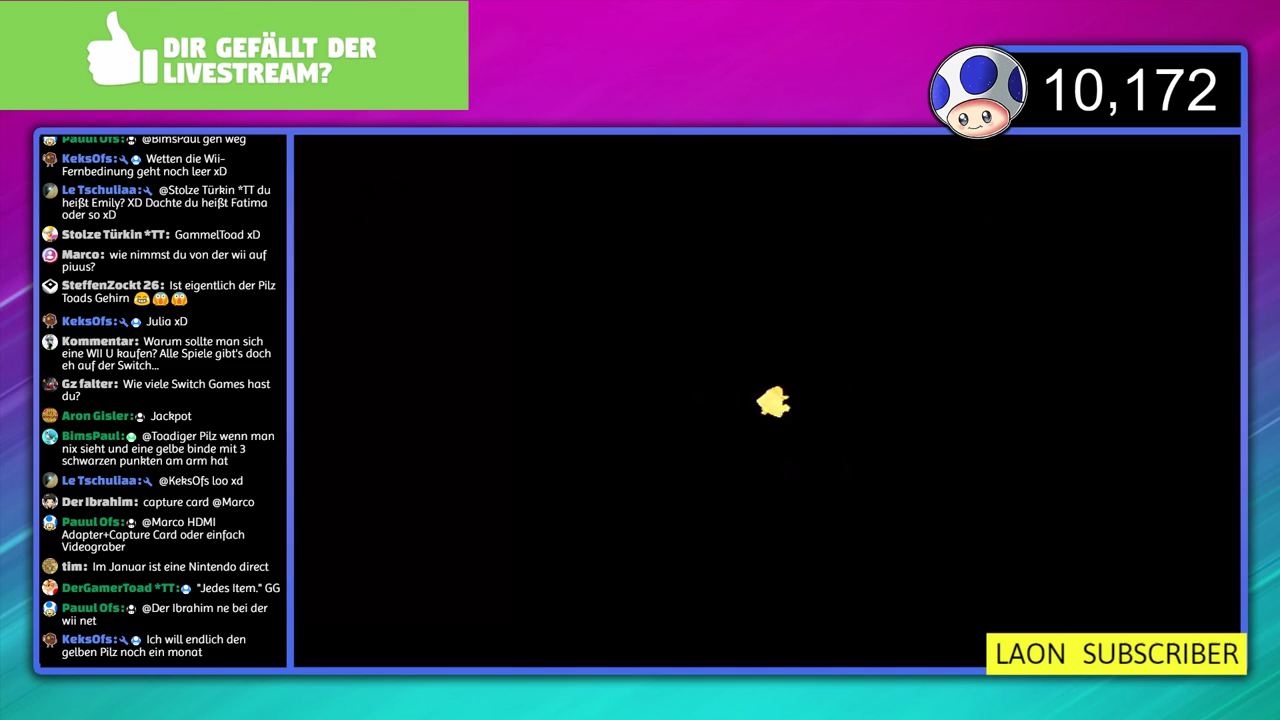 DIR GEFÄLLT DER
LIVESTREAM?
10,172
Pauul Ofs: @BimsPaul geh weg
KeksOfs: Wetten die Wii-
Fernbedinung geht noch leer xD
Le Tschuliaa: @Stolze Türkin *TT du
heißt Emily? XD Dachte du heißt Fatima
oder so xD
Stolze Türkin *TT: GammelToad xD
Marco: wie nimmst du von der wii auf
piuus?
SteffenZockt 26: Ist eigentlich der Pilz
Toads Gehirn 😂😱😱
KeksOfs: Julia xD
Kommentar: Warum sollte man sich
eine WII U kaufen? Alle Spiele gibt's doch
eh auf der Switch...
Gz falter: Wie viele Switch Games hast
du?
Aron Gisler: Jackpot
BimsPaul: @Toadiger Pilz wenn man
nix sieht und eine gelbe binde mit 3
schwarzen punkten am arm hat
Le Tschuliaa: @KeksOfs loo xd
Der Ibrahim: capture card @Marco
Pauul Ofs: @Marco HDMI
Adapter+Capture Card oder einfach
Videograber
tim: Im Januar ist eine Nintendo direct
DerGamerToad *TT: "Jedes Item." GG
Pauul Ofs: @Der Ibrahim ne bei der
wii net
KeksOfs: Ich will endlich den
gelben Pilz noch ein monat
LAON SUBSCRIBER